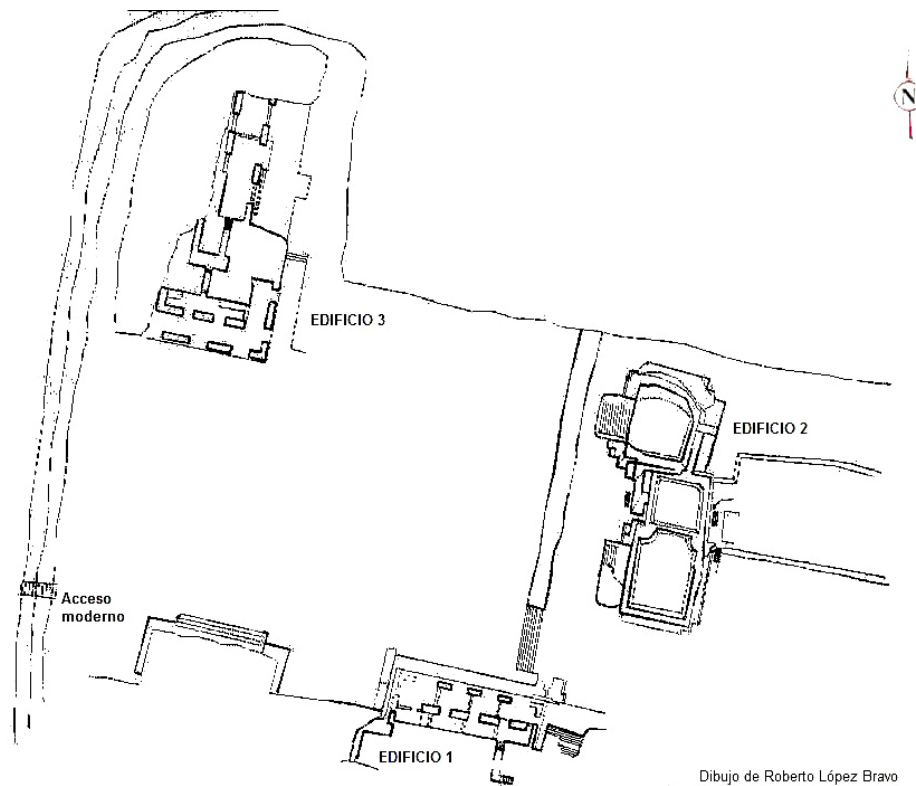 N
EDIFICIO 3
EDIFICIO 2
Acceso
moderno
EDIFICIO 1
Dibujo de Roberto López Bravo